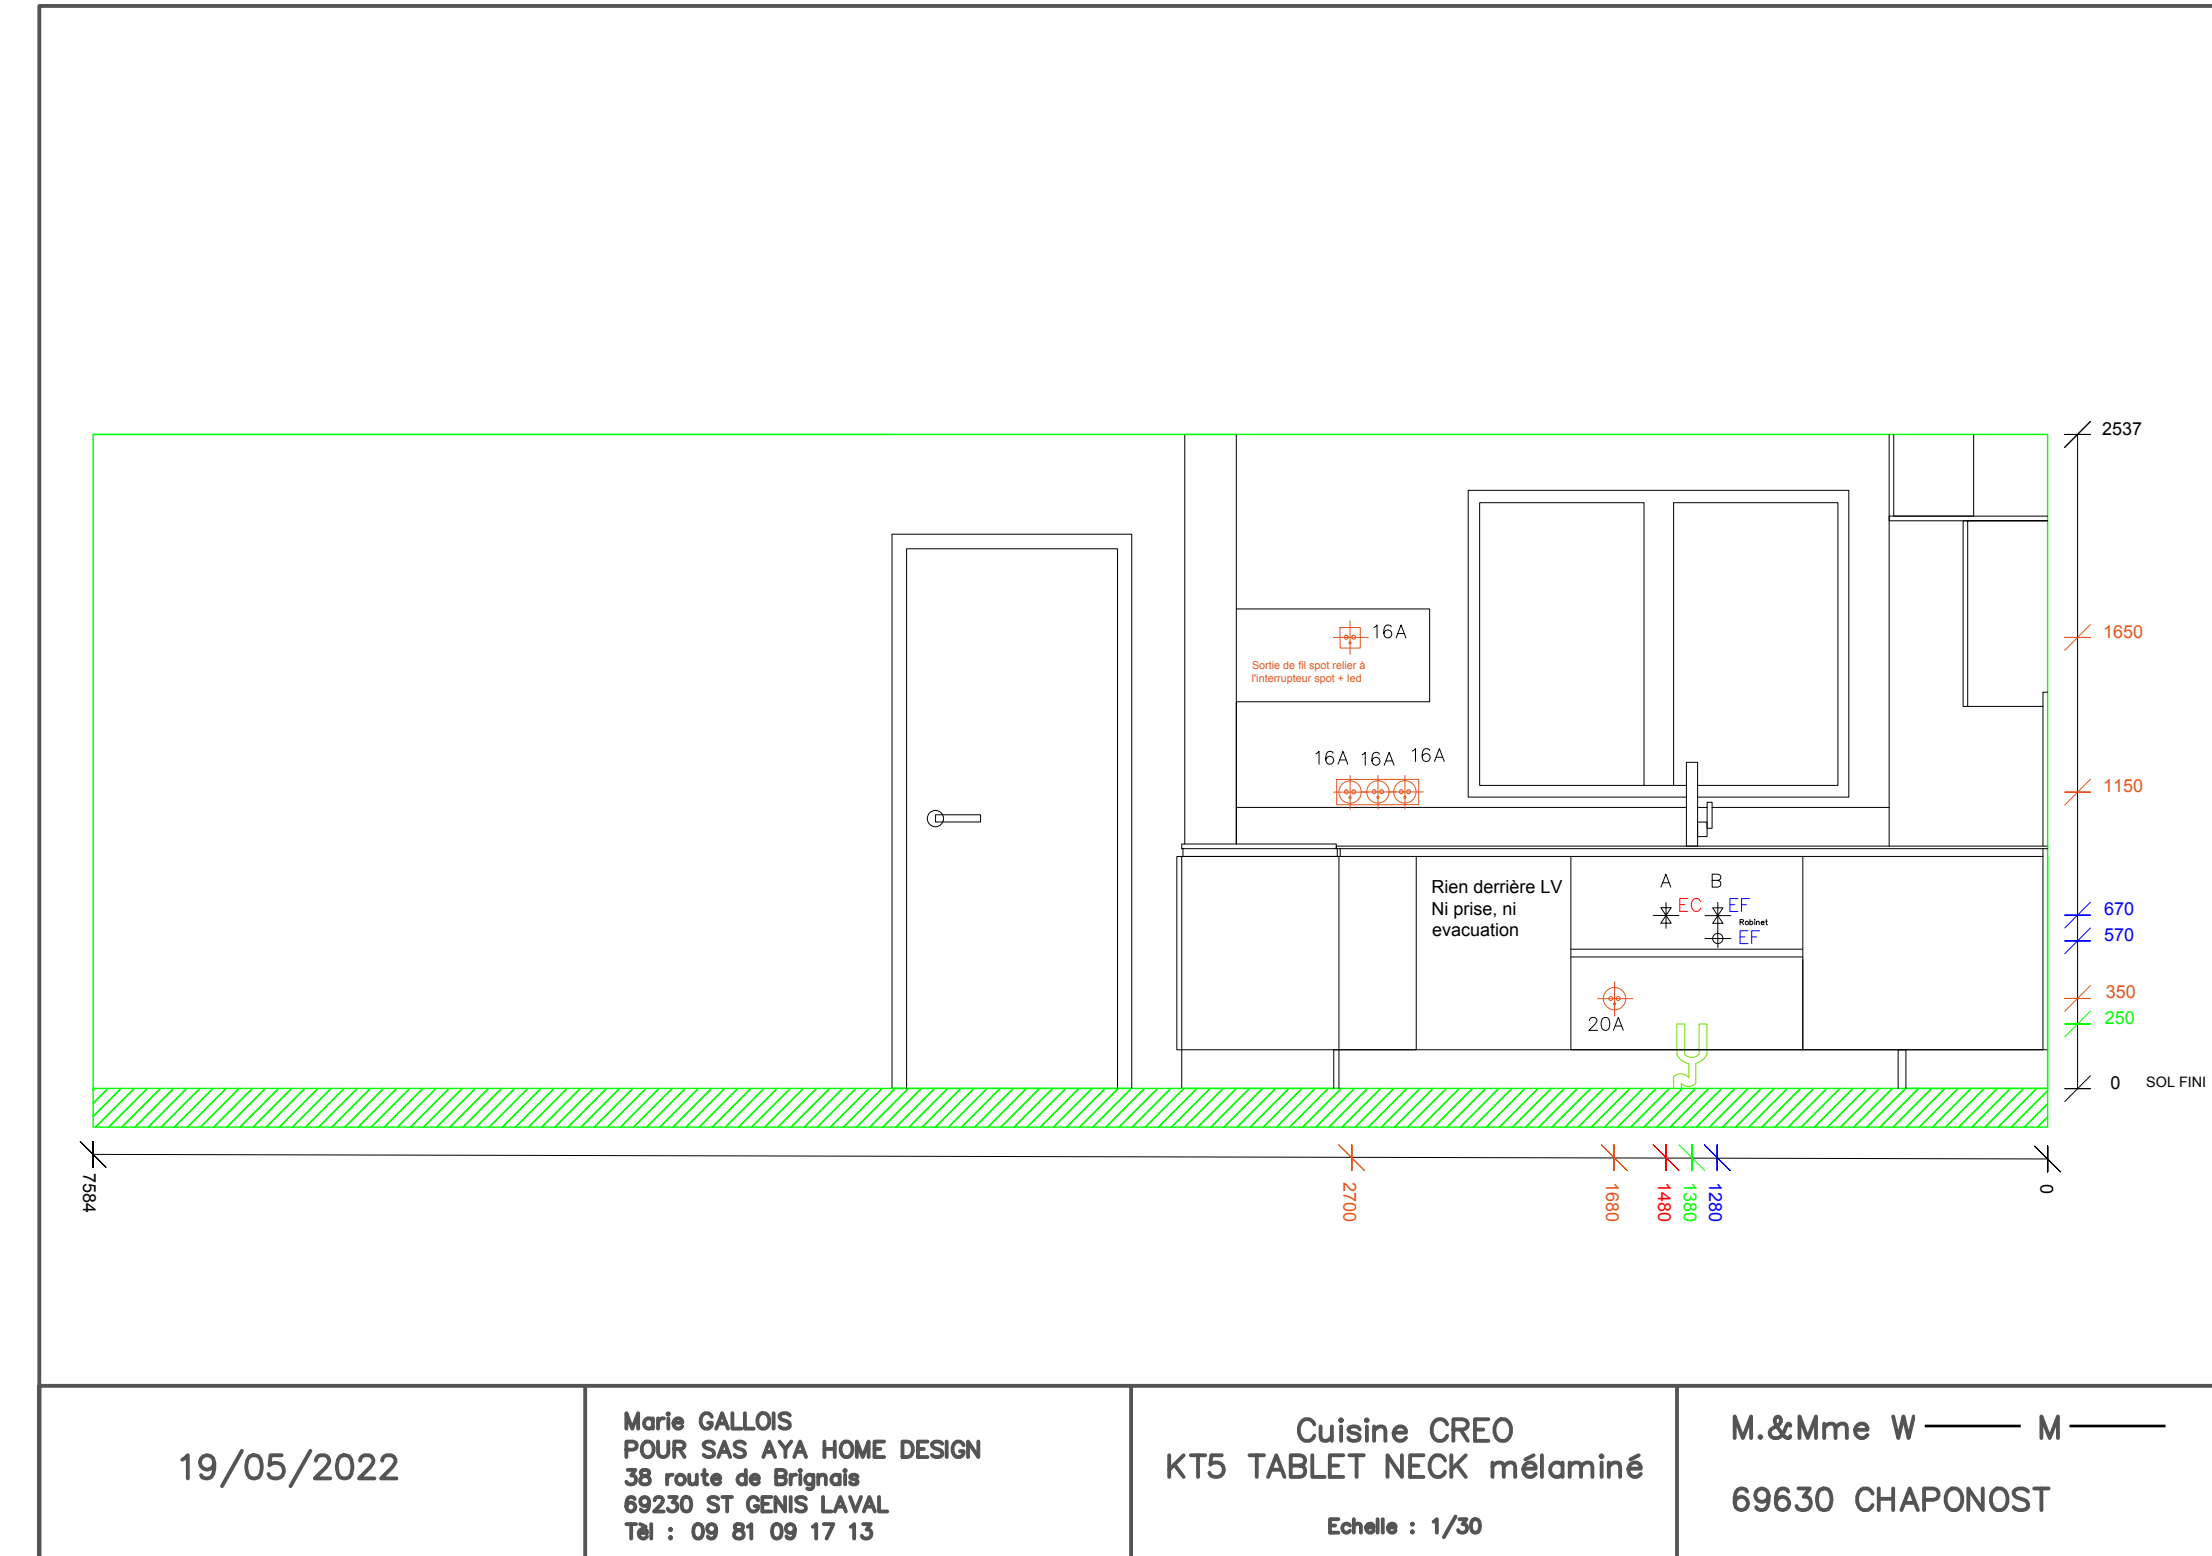 2537
16A
1650
Sortie de fil spot relier à
l'interrupteur spot + led
16A 16A 16A
1150
Rien derrière LV
Ni prise, ni
evacuation
A B
EC EF
Robinet
EF
670
570
20A
350
250
0 SOL FINI
7584
2700
1680
1480
1380
1280
0
19/05/2022
Marie GALLOIS
POUR SAS AYA HOME DESIGN
38 route de Brignais
69230 ST GENIS LAVAL
Tèl : 09 81 09 17 13
Cuisine CREO
KT5 TABLET NECK mélaminé
Echelle : 1/30
M.&Mme W M
69630 CHAPONOST